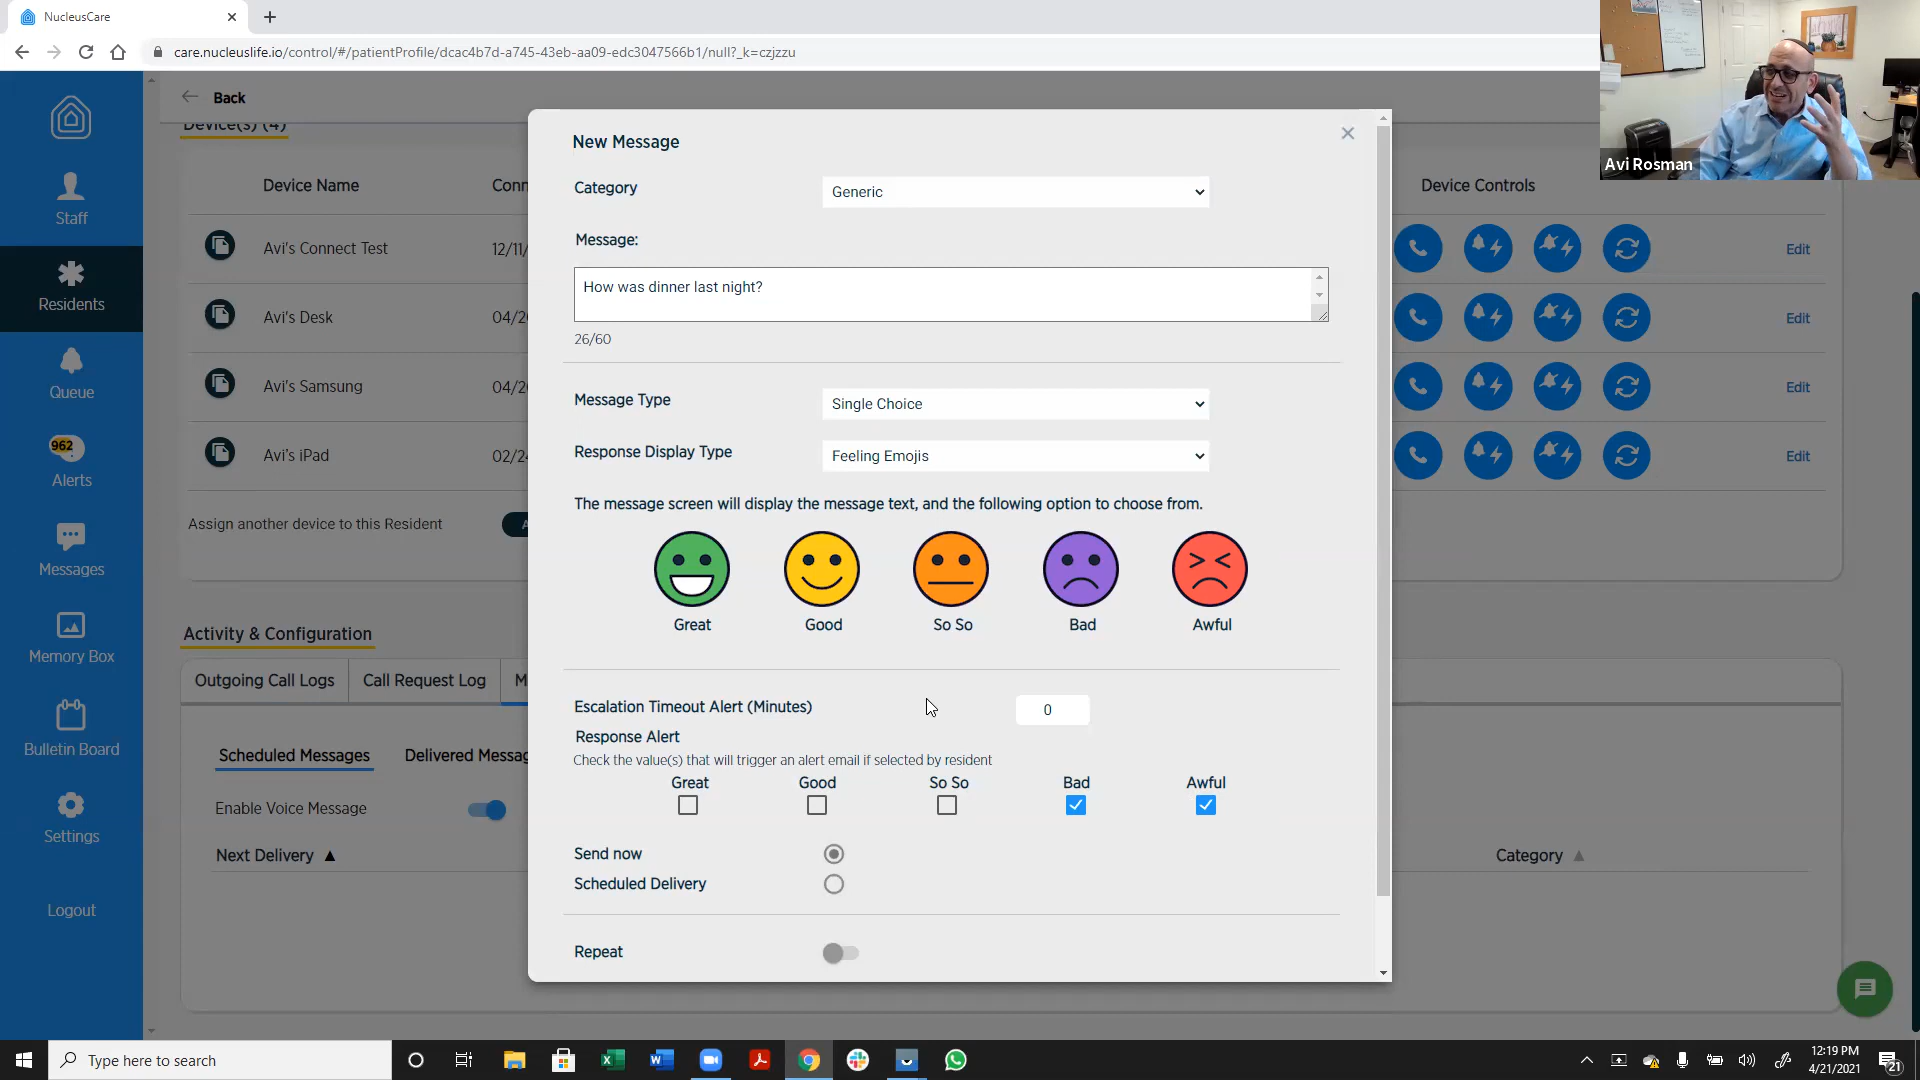 NucleusCare
care.nucleuslife.io/control/#/patientProfile/dcac4b7d-a745-43eb-aa09-edc3047566b1/null?_k=czjzzu
Avi Rosman
Staff
Residents
Queue
962
Alerts
Messages
Memory Box
Bulletin Board
Settings
Logout
Back
Device(s) (4)
Device Name
Device Controls
Avi's Connect Test
12/11/
Edit
Avi's Desk
Edit
Avi's Samsung
Edit
Avi's iPad
Edit
Assign another device to this Resident
Activity & Configuration
Outgoing Call Logs
Call Request Log
Scheduled Messages
Enable Voice Message
Next Delivery ▲
Category ▲
New Message
Category
Generic
Message:
How was dinner last night?
26/60
Message Type
Single Choice
Response Display Type
Feeling Emojis
The message screen will display the message text, and the following option to choose from.
Great Good So So Bad Awful
Escalation Timeout Alert (Minutes)
0
Response Alert
Check the value(s) that will trigger an alert email if selected by resident
Great Good So So Bad Awful
Send now
Scheduled Delivery
Repeat
Type here to search
12:19 PM
4/21/2021
21